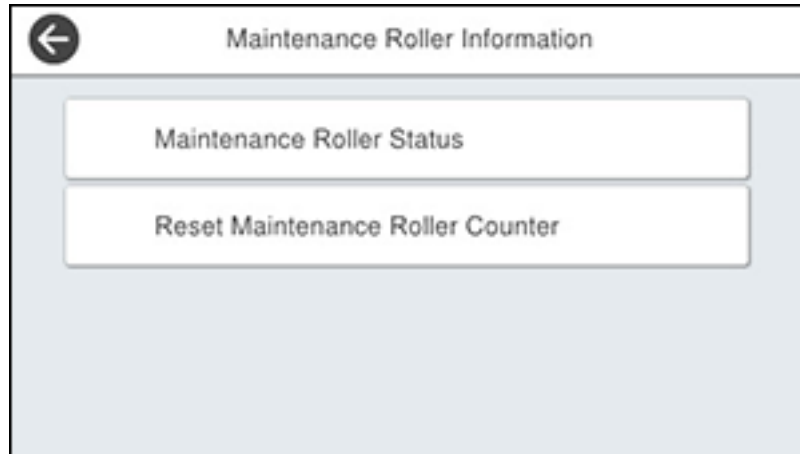 Maintenance Roller Information
Maintenance Roller Status
Reset Maintenance Roller Counter